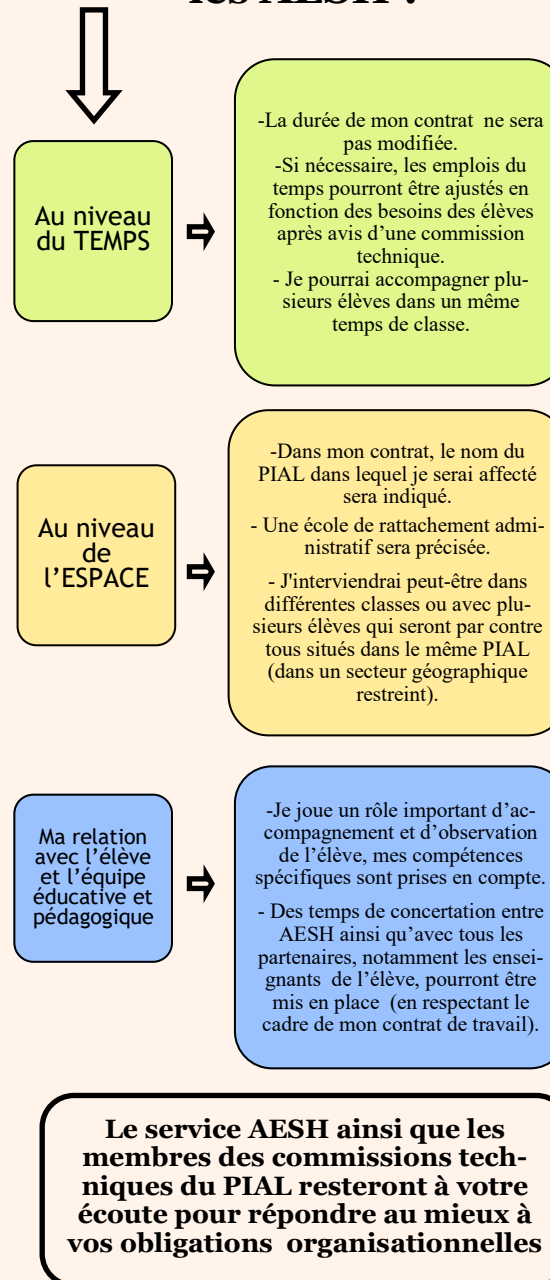 les AESH ?
Au niveau
du TEMPS
-La durée de mon contrat ne sera
pas modifiée.
-Si nécessaire, les emplois du
temps pourront être ajustés en
fonction des besoins des élèves
après avis d’une commission
technique.
- Je pourrai accompagner plu-
sieurs élèves dans un même
temps de classe.
Au niveau
de
l’ESPACE
-Dans mon contrat, le nom du
PIAL dans lequel je serai affecté
sera indiqué.
- Une école de rattachement admi-
nistratif sera précisée.
- J'interviendrai peut-être dans
différentes classes ou avec plu-
sieurs élèves qui seront par contre
tous situés dans le même PIAL
(dans un secteur géographique
restreint).
Ma relation
avec l’élève
et l’équipe
éducative et
pédagogique
-Je joue un rôle important d’ac-
compagnement et d’observation
de l’élève, mes compétences
spécifiques sont prises en compte.
- Des temps de concertation entre
AESH ainsi qu’avec tous les
partenaires, notamment les ensei-
gnants de l’élève, pourront être
mis en place (en respectant le
cadre de mon contrat de travail).
Le service AESH ainsi que les
membres des commissions tech-
niques du PIAL resteront à votre
écoute pour répondre au mieux à
vos obligations organisationnelles